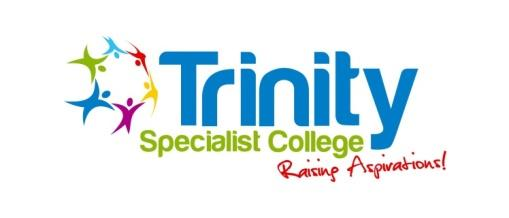 Trinity
Specialist College
Raising Aspirations!